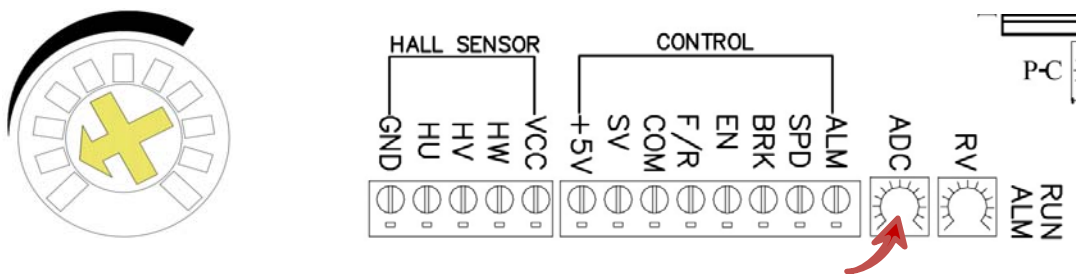 HALL SENSOR
CONTROL
P-C
GND
HU
HV
HW
VCC
+5V
SV
COM
F/R
EN
BRK
SPD
ALM
ADC
RV
RUN
ALM